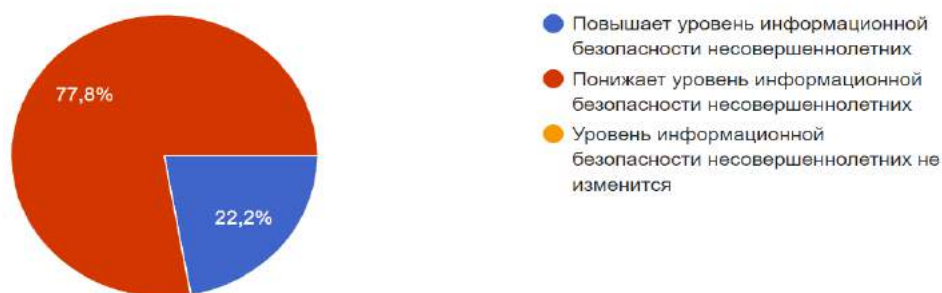 77,8%
22,2%
Повышает уровень информационной
безопасности несовершеннолетних
Понижает уровень информационной
безопасности несовершеннолетних
Уровень информационной
безопасности несовершеннолетних не
изменится